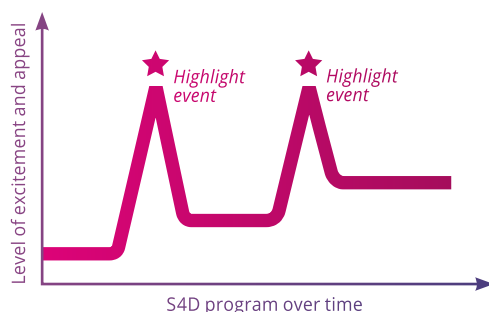 Level of excitement and appeal
Highlight
event
Highlight
event
S4D program over time